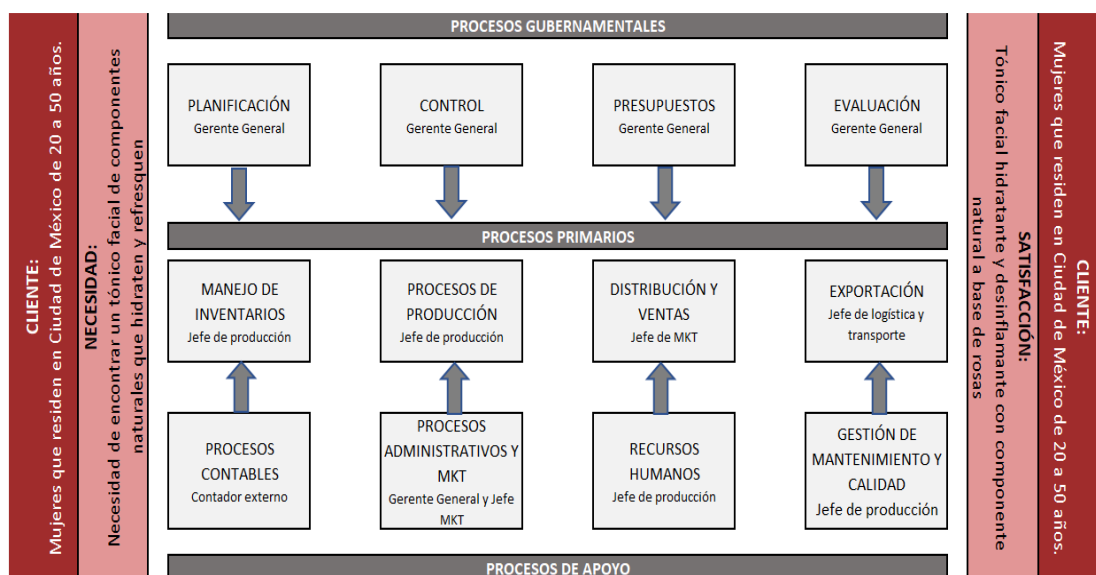 CLIENTE:
Mujeres que residen en Ciudad de México de 20 a 50 años.
NECESIDAD:
Necesidad de encontrar un tónico facial de componentes
naturales que hidraten y refresquen
PROCESOS GUBERNAMENTALES
PLANIFICACIÓN
Gerente General
CONTROL
Gerente General
PRESUPUESTOS
Gerente General
EVALUACIÓN
Gerente General
PROCESOS PRIMARIOS
MANEJO DE
INVENTARIOS
Jefe de producción
PROCESOS DE
PRODUCCIÓN
Jefe de producción
DISTRIBUCIÓN Y
VENTAS
Jefe de MKT
EXPORTACIÓN
Jefe de logística y
transporte
PROCESOS
CONTABLES
Contador externo
PROCESOS
ADMINISTRATIVOS Y
MKT
Gerente General y Jefe
MKT
RECURSOS
HUMANOS
Jefe de producción
GESTIÓN DE
MANTENIMIENTO Y
CALIDAD
Jefe de producción
PROCESOS DE APOYO
SATISFACCIÓN:
Tónico facial hidratante y desinflamante con componente
natural a base de rosas
CLIENTE:
Mujeres que residen en Ciudad de México de 20 a 50 años.